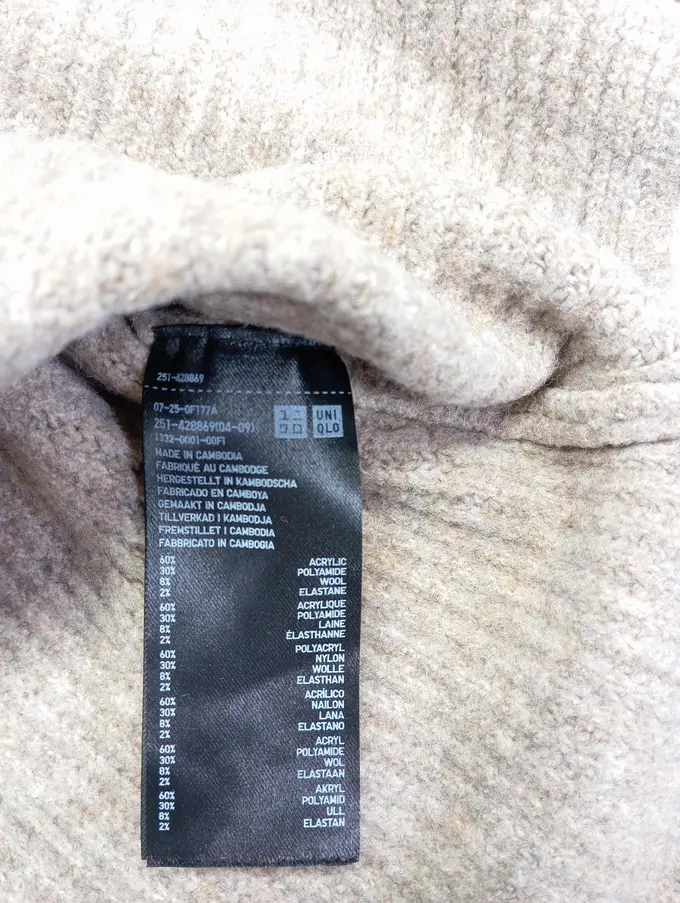 251-428869
07-25-0F177A
251-428869(04-09)
1332-0001-00FI
ユニ
クロ
UNI
QLO
MADE IN CAMBODIA
FABRIQUÉ AU CAMBODGE
HERGESTELLT IN KAMBODSCHA
FABRICADO EN CAMBOYA
GEMAAKT IN CAMBODJA
TILLVERKAD I KAMBODJA
FREMSTILLET I CAMBODIA
FABBRICATO IN CAMBOGIA
60% ACRYLIC
30% POLYAMIDE
8% WOOL
2% ELASTANE
60% ACRYLIQUE
30% POLYAMIDE
8% LAINE
2% ÉLASTHANNE
60% POLYACRYL
30% NYLON
8% WOLLE
2% ELASTHAN
60% ACRÍLICO
30% NAILON
8% LANA
2% ELASTANO
60% ACRYL
30% POLYAMIDE
8% WOL
2% ELASTAAN
60% AKRYL
30% POLYAMID
8% ULL
2% ELASTAN